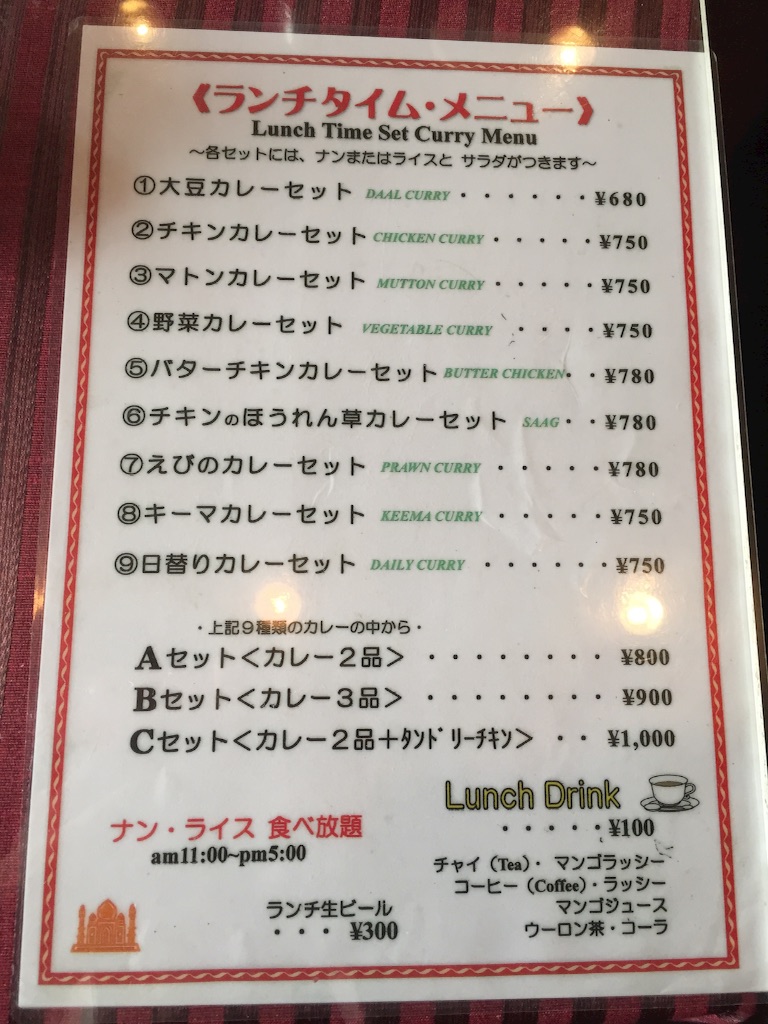 《ランチタイム・メニュー》
Lunch Time Set Curry Menu
～各セットには、ナンまたはライスと サラダがつきます～
①大豆カレーセット DAAL CURRY ・・・・・・¥680
②チキンカレーセット CHICKEN CURRY ・・・・・¥750
③マトンカレーセット MUTTON CURRY ・・・・・¥750
④野菜カレーセット VEGETABLE CURRY ・・・・¥750
⑤バターチキンカレーセット BUTTER CHICKEN・・¥780
⑥チキンのほうれん草カレーセット SAAG・・¥780
⑦えびのカレーセット PRAWN CURRY ・・・・・¥780
⑧キーマカレーセット KEEMA CURRY ・・・・・¥750
⑨日替りカレーセット DAILY CURRY ・・・・・・¥750
・上記９種類のカレーの中から・
Aセット＜カレー２品＞ ・・・・・・・・ ¥800
Bセット＜カレー３品＞ ・・・・・・・・ ¥900
Cセット＜カレー２品＋ﾀﾝﾄﾞﾘｰﾁｷﾝ＞ ・・ ¥1,000
Lunch Drink
・・・・・¥100
チャイ（Tea）・ マンゴラッシー
コーヒー（Coffee）・ラッシー
マンゴジュース
ウーロン茶・コーラ
ナン・ライス 食べ放題
am11:00~pm5:00
ランチ生ビール
・・・ ¥300